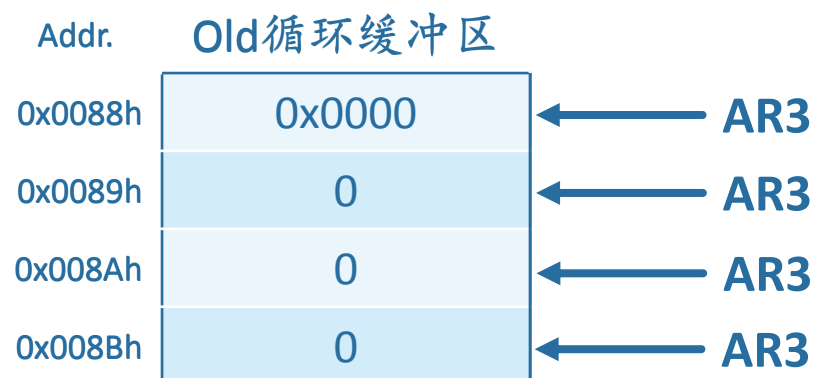 Addr. Old循环缓冲区
0x0088h 0x0000 AR3
0x0089h 0 AR3
0x008Ah 0 AR3
0x008Bh 0 AR3